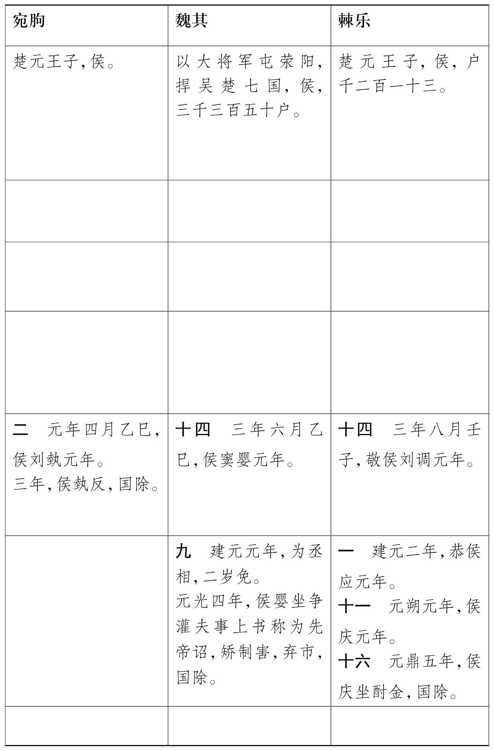 宛朐
魏其
棘乐
楚元王子，侯。
以大将军屯荥阳，
捍吴楚七国，侯，
三千三百五十户。
楚元王子，侯，户
千二百一十三。
二　元年四月乙巳，
侯刘埶元年。
三年，侯埶反，国除。
十四　三年六月乙
巳，侯窦婴元年。
十四　三年八月壬
子，敬侯刘调元年。
九　建元元年，为丞
相，二岁免。
元光四年，侯婴坐争
灌夫事上书称为先
帝诏，矫制害，弃市，
国除。
一　建元二年，恭侯
应元年。
十一　元朔元年，侯
庆元年。
十六　元鼎五年，侯
庆坐酎金，国除。